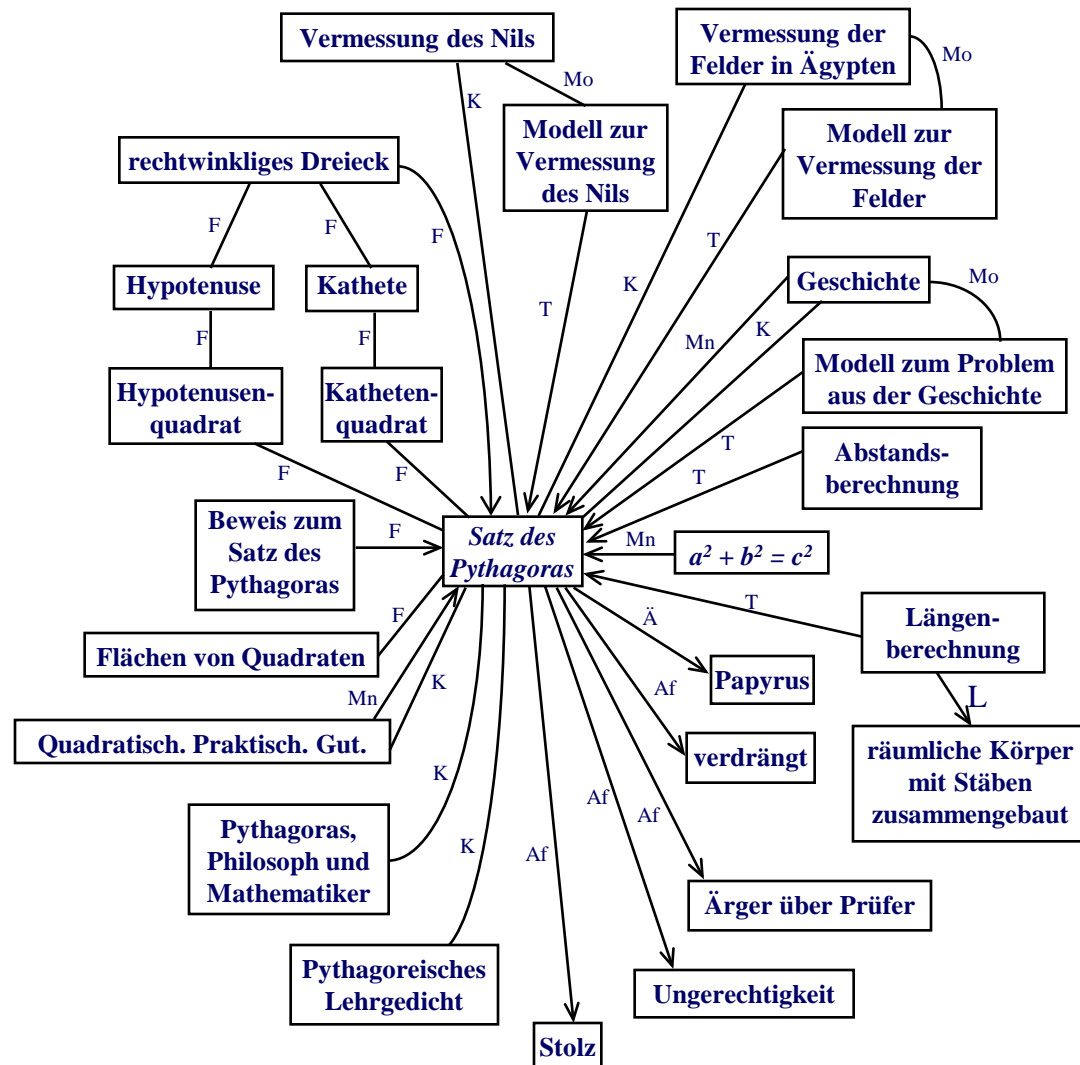 Vermessung des Nils
Vermessung der
Felder in Ägypten
Mo
Mo
K
K
Modell zur
Vermessung
des Nils
Modell zur
Vermessung der
Felder
rechtwinkliges Dreieck
F
F
F
T
T
K
Hypotenuse
Kathete
Geschichte
Mo
F
F
T
Mn
K
Hypotenusen-
quadrat
Katheten-
quadrat
Modell zum Problem
aus der Geschichte
F
F
T
T
Abstands-
berechnung
Beweis zum
Satz des
Pythagoras
F
Satz des
Pythagoras
Mn
a² + b² = c²
F
Flächen von Quadraten
Mn
K
Quadratisch. Praktisch. Gut.
T
Längen-
berechnung
L
räumliche Körper
mit Stäben
zusammengebaut
Ä
Papyrus
Af
verdrängt
K
Pythagoras,
Philosoph und
Mathematiker
K
Pythagoreisches
Lehrgedicht
Af
Stolz
Af
Ungerechtigkeit
Af
Ärger über Prüfer